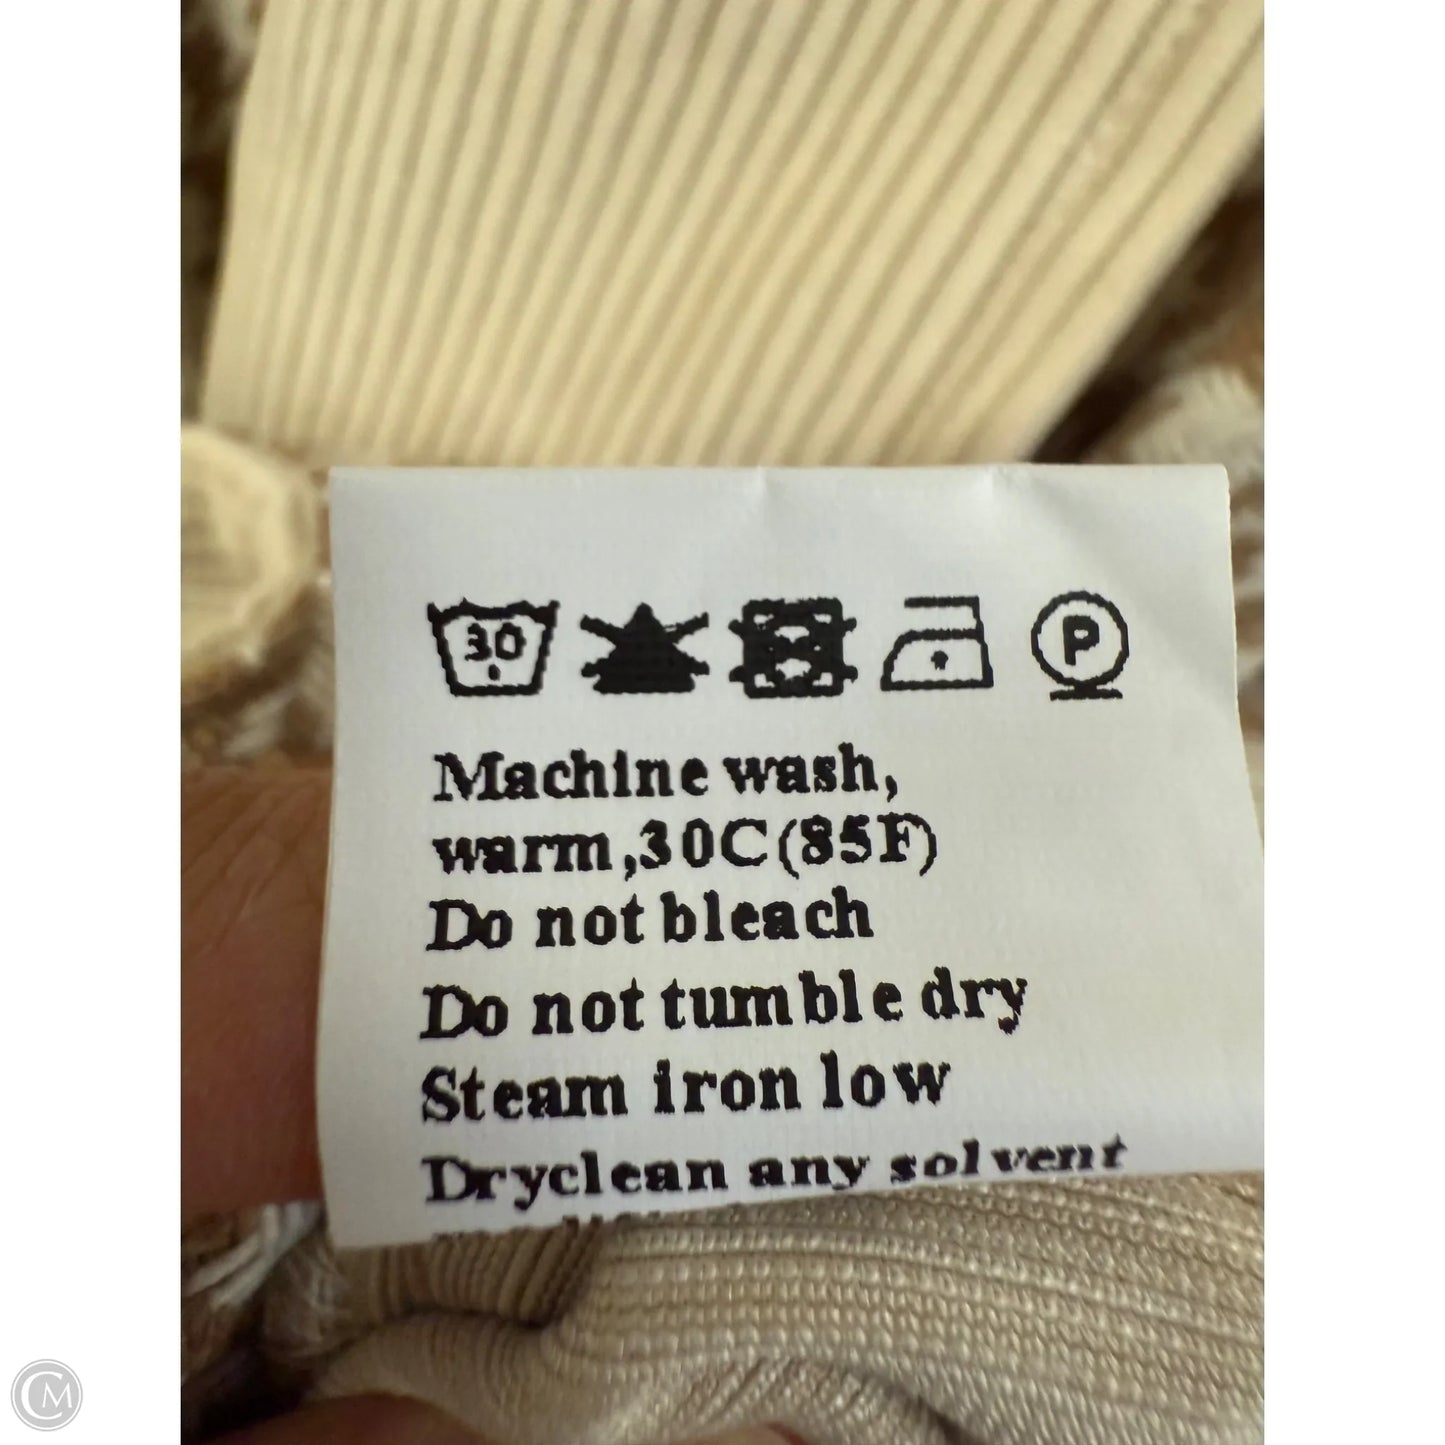 30
P
Machine wash,
warm,30C(85F)
Do not bleach
Do not tumble dry
Steam iron low
Dryclean any solvent
CM